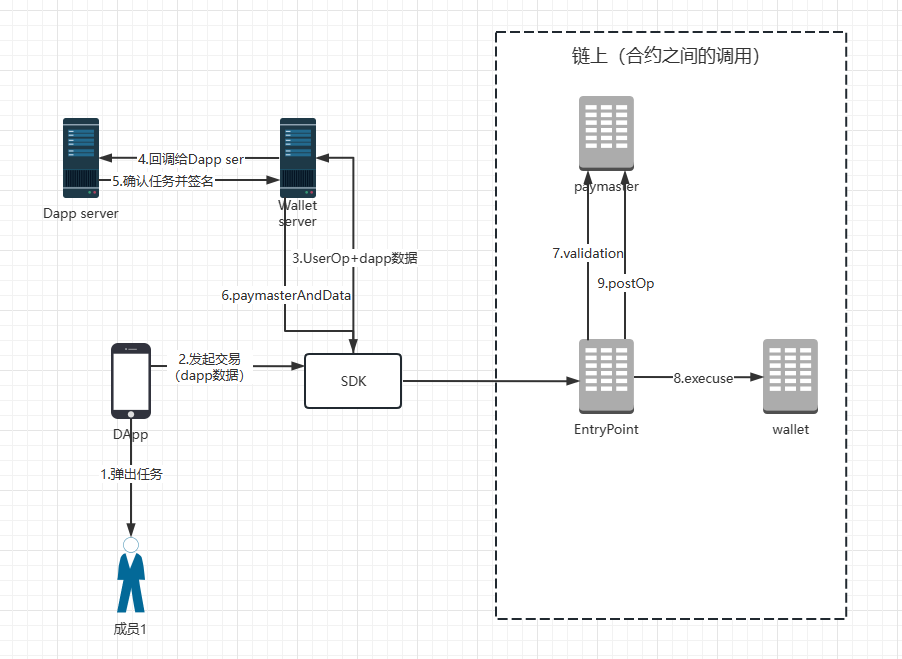 链上（合约之间的调用）
paymaster
4.回调给Dapp ser
5.确认任务并签名
Dapp server
Wallet
server
3.UserOp+dapp数据
7.validation
9.postOp
6.paymasterAndData
2.发起交易
（dapp数据）
SDK
8.execuse
DApp
EntryPoint
wallet
1.弹出任务
成员1